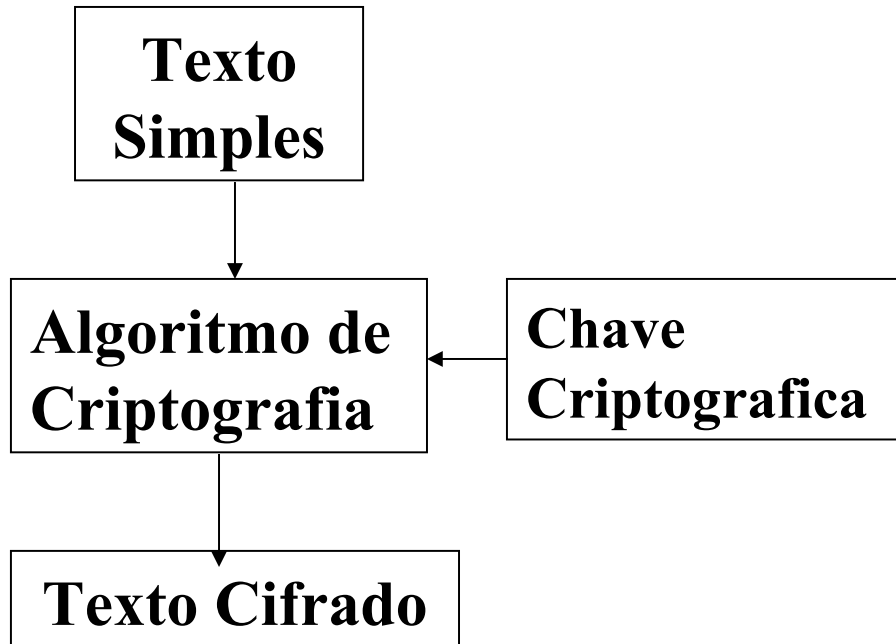 Texto
Simples
Algoritmo de
Criptografia
Chave
Criptografica
Texto Cifrado